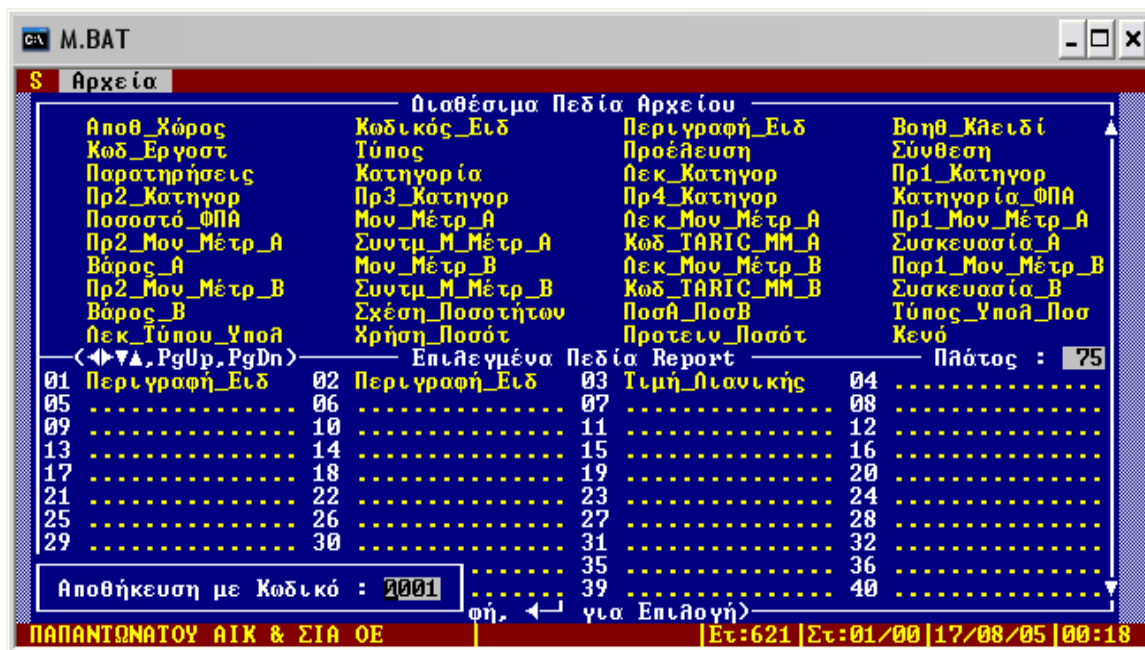 M.BAT
S Αρχεία
Διαθέσιμα Πεδία Αρχείου
Αποθ_Χώρος Κωδικός_Ειδ Περιγραφή_Ειδ Βοηθ_Κλειδί
Κωδ_Εργοστ Τύπος Προέλευση Σύνθεση
Παρατηρήσεις Κατηγορία Λεκ_Κατηγορ Πρ1_Κατηγορ
Πρ2_Κατηγορ Πρ3_Κατηγορ Πρ4_Κατηγορ Κατηγορία_ΦΠΑ
Ποσοστό_ΦΠΑ Μον_Μέτρ_Α Λεκ_Μον_Μέτρ_Α Πρ1_Μον_Μέτρ_Α
Πρ2_Μον_Μέτρ_Α Συντμ_Μ_Μέτρ_Α Κωδ_TARIC_ΜΜ_Α Συσκευασία_Α
Βάρος_Α Μον_Μέτρ_Β Λεκ_Μον_Μέτρ_Β Παρ1_Μον_Μέτρ_Β
Πρ2_Μον_Μέτρ_Β Συντμ_Μ_Μέτρ_Β Κωδ_TARIC_ΜΜ_Β Συσκευασία_Β
Βάρος_Β Σχέση_Ποσοτήτων ΠοσΑ_ΠοσΒ Τύπος_Υπολ_Ποσ
Λεκ_Τύπου_Υπολ Χρήση_Ποσότ Προτειν_Ποσότ Κενό
(◄►▼▲,PgUp,PgDn) Επιλεγμένα Πεδία Report Πλάτος : 75
01 Περιγραφή_Ειδ 02 Περιγραφή_Ειδ 03 Τιμή_Λιανικής 04 ................
05 ............... 06 ............... 07 ............... 08 ................
09 ............... 10 ............... 11 ............... 12 ................
13 ............... 14 ............... 15 ............... 16 ................
17 ............... 18 ............... 19 ............... 20 ................
21 ............... 22 ............... 23 ............... 24 ................
25 ............... 26 ............... 27 ............... 28 ................
29 ............... 30 ............... 31 ............... 32 ................
35 ............... 36 ................
Αποθήκευση με Κωδικό : 0001 ....... 39 ............... 40 ................
φή, ◄┘ για Επιλογή>
ΠΑΠΑΝΤΩΝΑΤΟΥ ΑΙΚ & ΣΙΑ ΟΕ Ετ:621 Στ:01/00 17/08/05 00:18